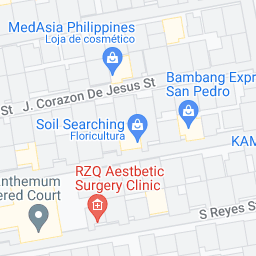 MedAsia Philippines
Loja de cosmético
St
J. Corazon De Jesus St
Bambang Expr
San Pedro
Soil Searching
Floricultura
KAM
RZQ Aestbetic
Surgery Clinic
nthemum
ered Court
S Reyes St